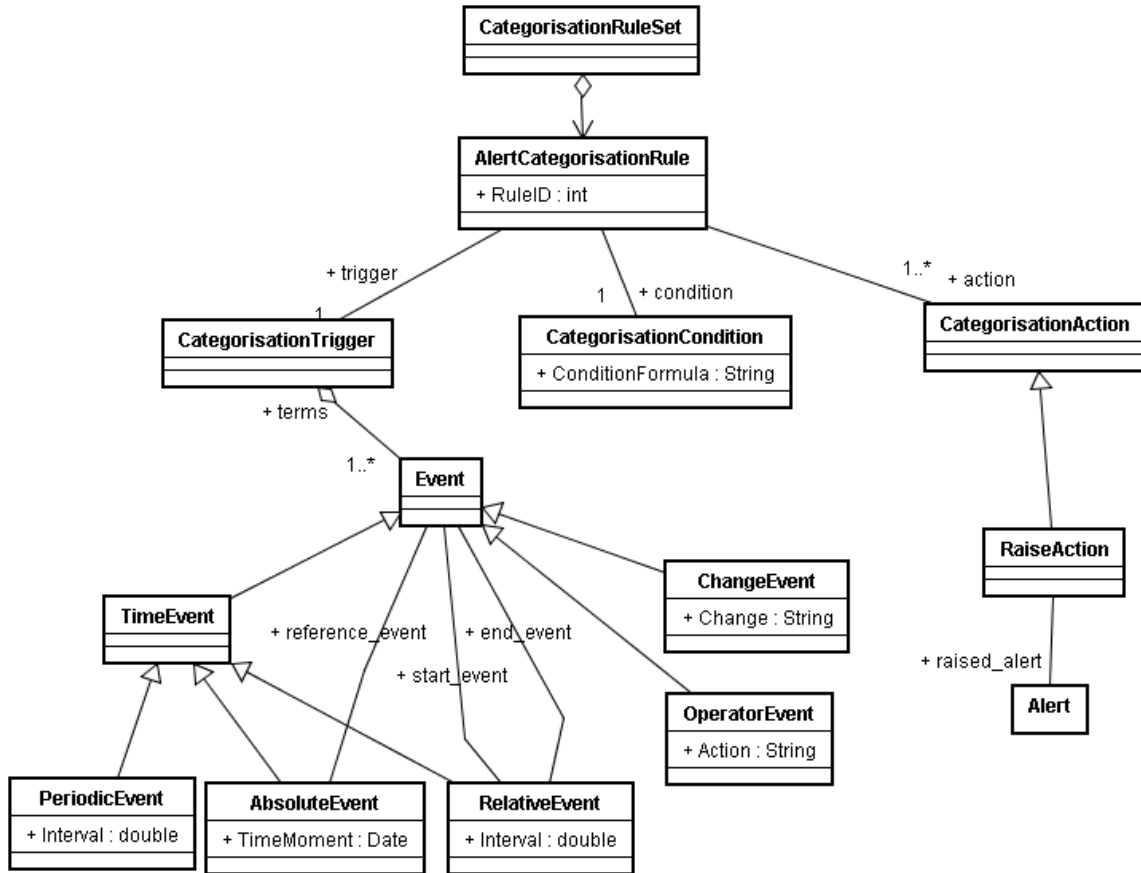 CategorisationRuleSet
AlertCategorisationRule
+ RuleID : int
+ trigger
1
1
+ condition
1..*
+ action
CategorisationTrigger
CategorisationCondition
+ ConditionFormula : String
CategorisationAction
+ terms
1..*
Event
ChangeEvent
+ Change : String
RaiseAction
TimeEvent
+ reference_event
+ end_event
+ start_event
+ raised_alert
OperatorEvent
+ Action : String
Alert
PeriodicEvent
+ Interval : double
AbsoluteEvent
+ TimeMoment : Date
RelativeEvent
+ Interval : double